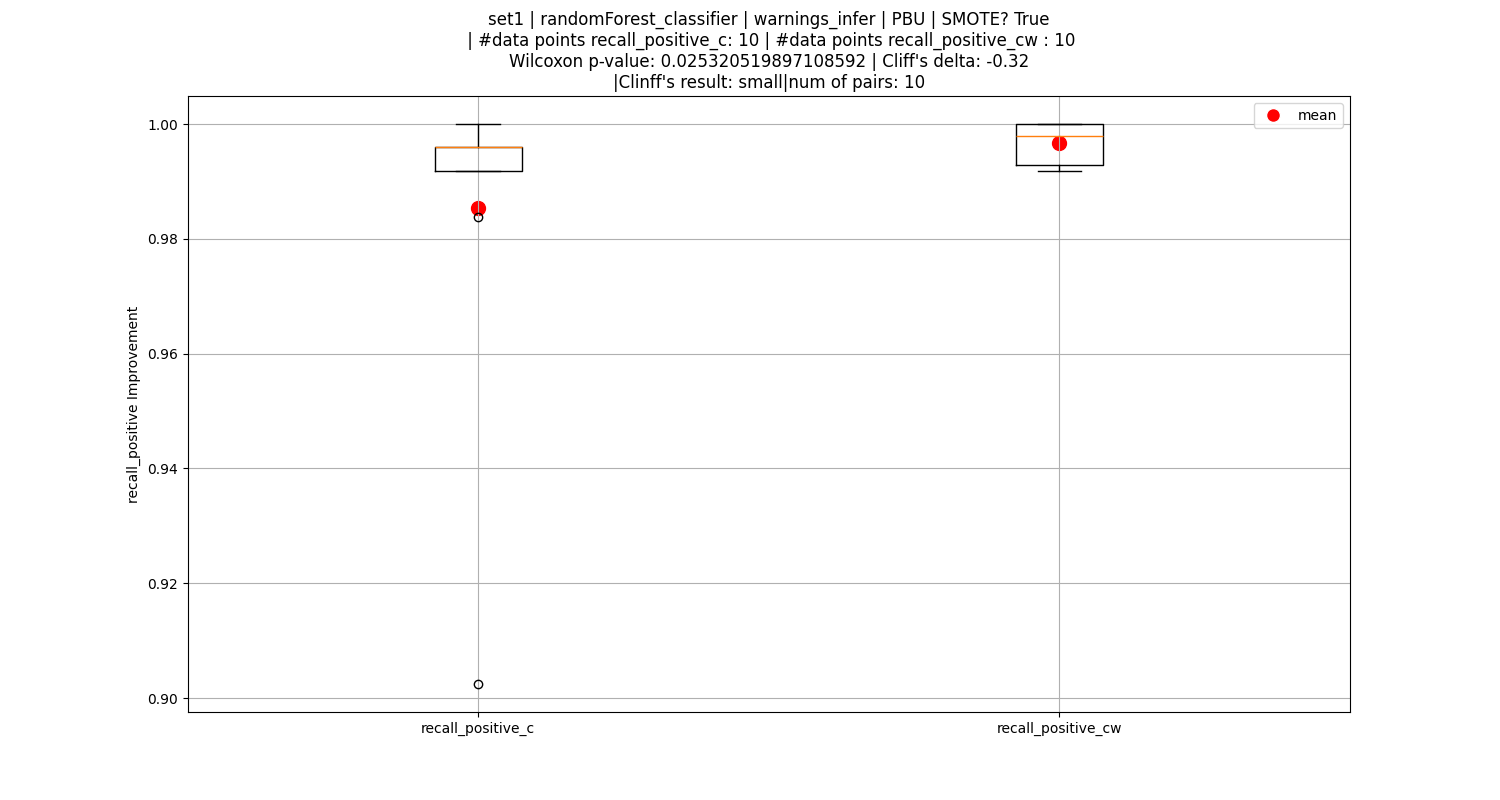 set1 | randomForest_classifier | warnings_infer | PBU | SMOTE? True
| #data points recall_positive_c: 10 | #data points recall_positive_cw : 10
Wilcoxon p-value: 0.025320519897108592 | Cliff's delta: -0.32
|Clinff's result: small|num of pairs: 10
mean
1.00
0.98
0.96
0.94
0.92
0.90
recall_positive Improvement
recall_positive_c
recall_positive_cw